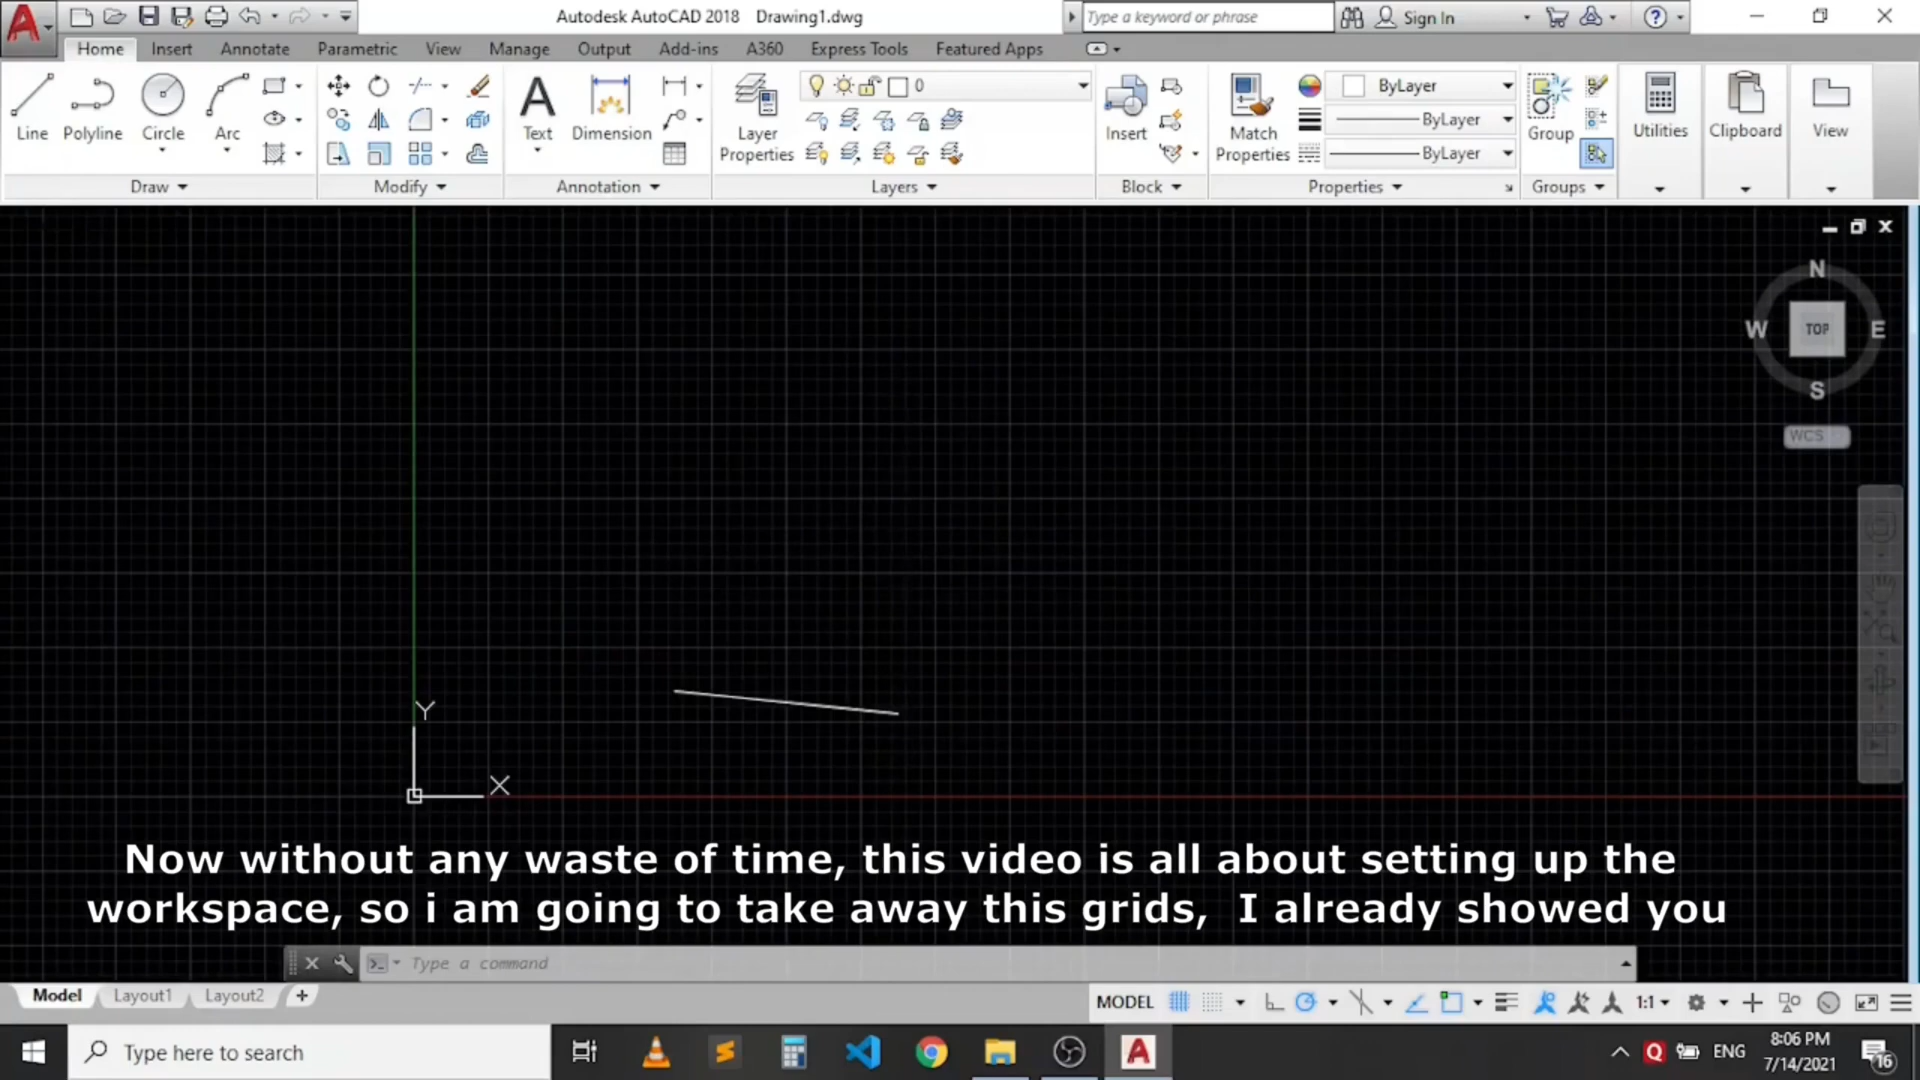 Autodesk AutoCAD 2018 Drawing1.dwg
Type a keyword or phrase
Sign In
Home Insert Annotate Parametric View Manage Output Add-ins A360 Express Tools Featured Apps
0
ByLayer
ByLayer
ByLayer
Line Polyline Circle Arc
Text Dimension
Layer
Properties
Insert
Match
Properties
Group
Utilities
Clipboard
View
Draw Modify Annotation Layers Block Properties Groups
N
W TOP E
S
WCS
Y
X
Now without any waste of time, this video is all about setting up the
workspace, so i am going to take away this grids, I already showed you
Type a command
Model Layout1 Layout2 +
MODEL 1:1
Type here to search
ENG
8:06 PM
7/14/2021
16